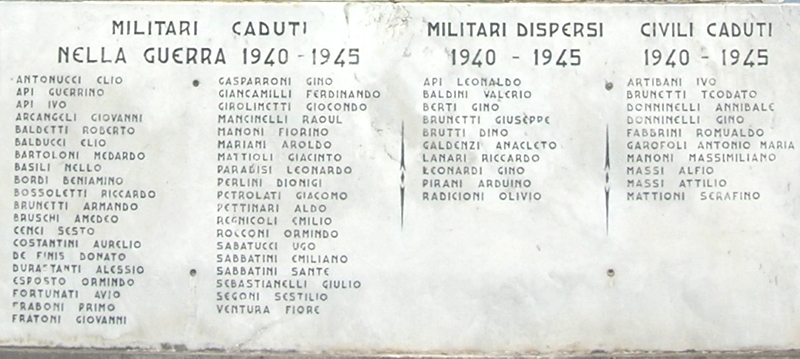 MILITARI CADUTI
NELLA GUERRA 1940-1945
ANTONUCCI ELIO
API GUERRINO
API IVO
ARCANGELI GIOVANNI
BALDETTI ROBERTO
BALDUCCI ELIO
BARTOLONI MEDARDO
BASILI NELLO
BORDI BENIAMINO
BOSSOLETTI RICCARDO
BRUNETTI ARMANDO
BRUSCHI AMEDEO
CENCI SESTO
COSTANTINI AURELIO
DE FINIS DONATO
DURASTANTI ALESSIO
ESPOSTO ORMINDO
FORTUNATI AVIO
FRABONI PRIMO
FRATONI GIOVANNI
GASPARRONI GINO
GIANCAMILLI FERDINANDO
GIROLIMETTI GIOCONDO
MANCINELLI RAOUL
MANONI FIORINO
MARIANI AROLDO
MATTIOLI GIACINTO
PARADISI LEONARDO
PERLINI DIONIGI
PETROLATI GIACOMO
PETTINARI ALDO
REGNICOLI EMILIO
ROCCONI ORMINDO
SABATUCCI UGO
SABBATINI EMILIANO
SABBATINI SANTE
SEBASTIANELLI GIULIO
SEGONI SESTILIO
VENTURA FIORE
MILITARI DISPERSI
1940 - 1945
API LEONALDO
BALDINI VALERIO
BERTI GINO
BRUNETTI GIUSEPPE
BRUTTI DINO
GALDENZI ANACLETO
LANARI RICCARDO
LEONARDI GINO
PIRANI ARDUINO
RADICIONI OLIVIO
CIVILI CADUTI
1940 - 1945
ARTIBANI IVO
BRUNETTI TEODATO
DONNINELLI ANNIBALE
DONNINELLI GINO
FABBRINI ROMUALDO
GAROFOLI ANTONIO MARIA
MANONI MASSIMILIANO
MASSI ALFIO
MASSI ATTILIO
MATTIONI SERAFINO